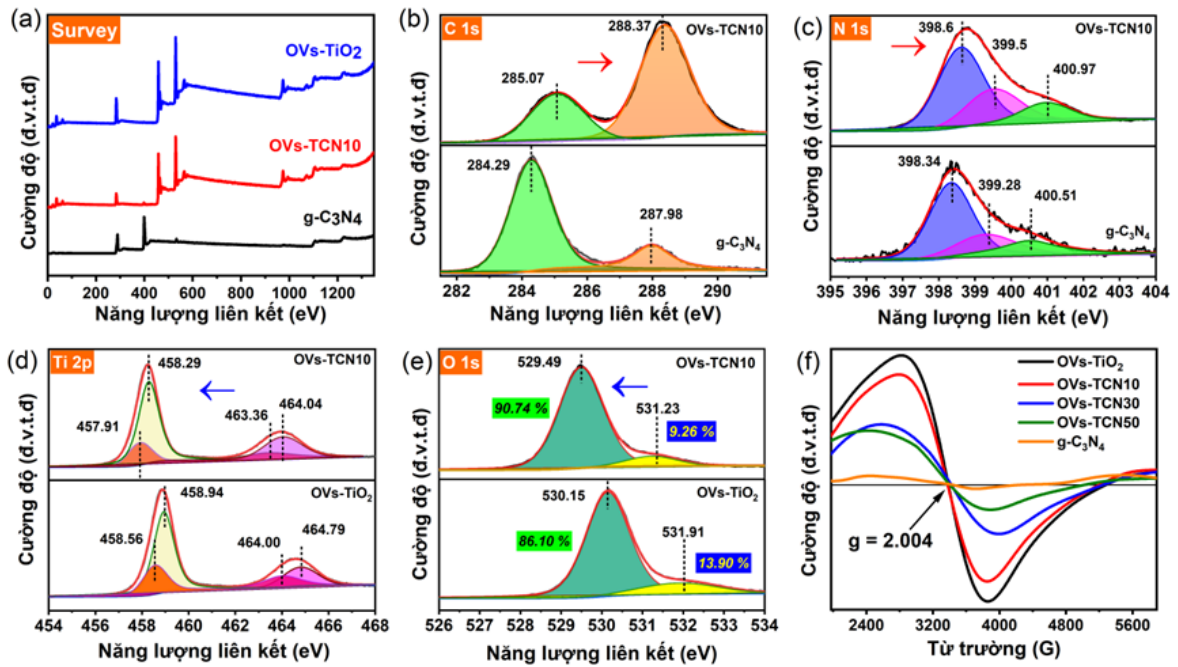 (a)
Survey
OVs-TiO2
OVs-TCN10
g-C3N4
Cường độ (đ.v.t.đ)
0 200 400 600 800 1000 1200
Năng lượng liên kết (eV)
(b)
C 1s
288.37
OVs-TCN10
285.07
284.29
287.98
g-C3N4
Cường độ (đ.v.t.đ)
282 284 286 288 290
Năng lượng liên kết (eV)
(c)
N 1s
398.6
OVs-TCN10
399.5
400.97
398.34
399.28
400.51
g-C3N4
Cường độ (đ.v.t.đ)
395 396 397 398 399 400 401 402 403 404
Năng lượng liên kết (eV)
(d)
Ti 2p
458.29
OVs-TCN10
457.91
463.36
464.04
458.94
OVs-TiO2
458.56
464.00
464.79
Cường độ (đ.v.t.đ)
454 456 458 460 462 464 466 468
Năng lượng liên kết (eV)
(e)
O 1s
529.49
OVs-TCN10
90.74 %
531.23
9.26 %
530.15
OVs-TiO2
86.10 %
531.91
13.90 %
Cường độ (đ.v.t.đ)
526 527 528 529 530 531 532 533 534
Năng lượng liên kết (eV)
(f)
OVs-TiO2
OVs-TCN10
OVs-TCN30
OVs-TCN50
g-C3N4
g = 2.004
Cường độ (đ.v.t.đ)
2400 3200 4000 4800 5600
Từ trường (G)